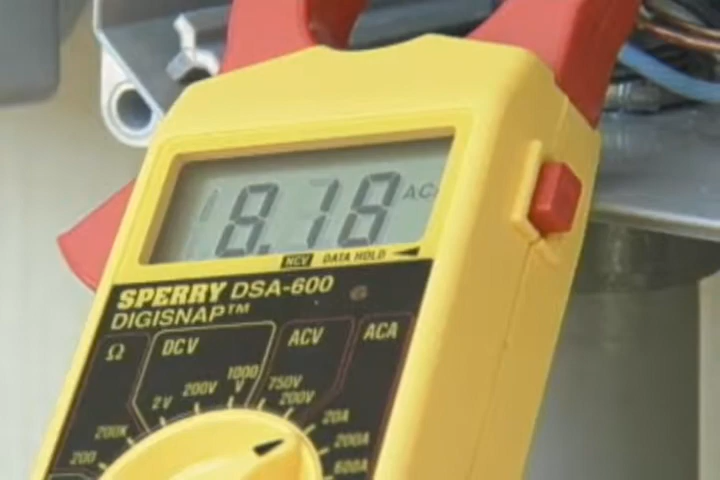 8.18 AC
NCV DATA HOLD
SPERRY DSA-600
DIGISNAP™
Ω DCV ACV ACA
200 200K 2V 200V 1000V 750V 200V 20A 200A 600A